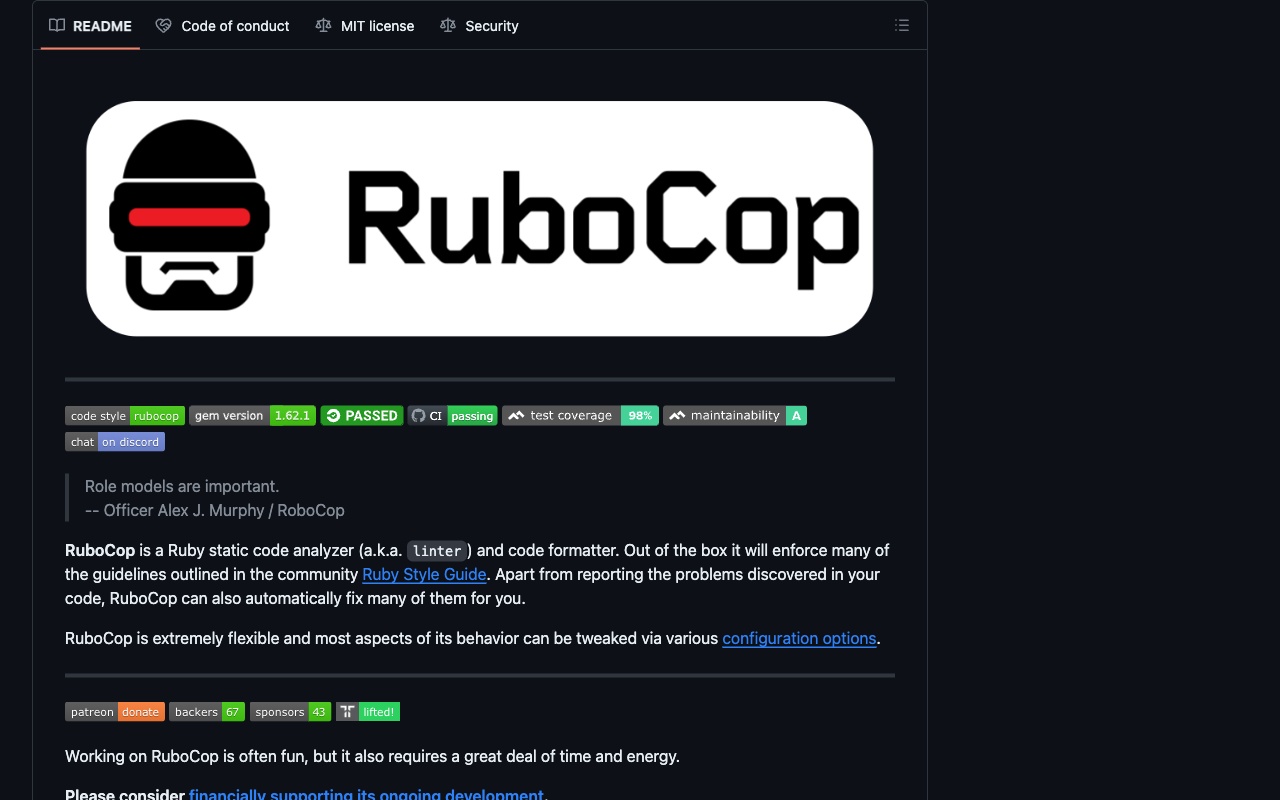 README Code of conduct MIT license Security
RuboCop
code style rubocop gem version 1.62.1 PASSED CI passing test coverage 98% maintainability A
chat on discord
Role models are important.
-- Officer Alex J. Murphy / RoboCop
RuboCop is a Ruby static code analyzer (a.k.a. linter) and code formatter. Out of the box it will enforce many of
the guidelines outlined in the community Ruby Style Guide. Apart from reporting the problems discovered in your
code, RuboCop can also automatically fix many of them for you.
RuboCop is extremely flexible and most aspects of its behavior can be tweaked via various configuration options.
patreon donate backers 67 sponsors 43 lifted!
Working on RuboCop is often fun, but it also requires a great deal of time and energy.
Please consider financially supporting its ongoing development.